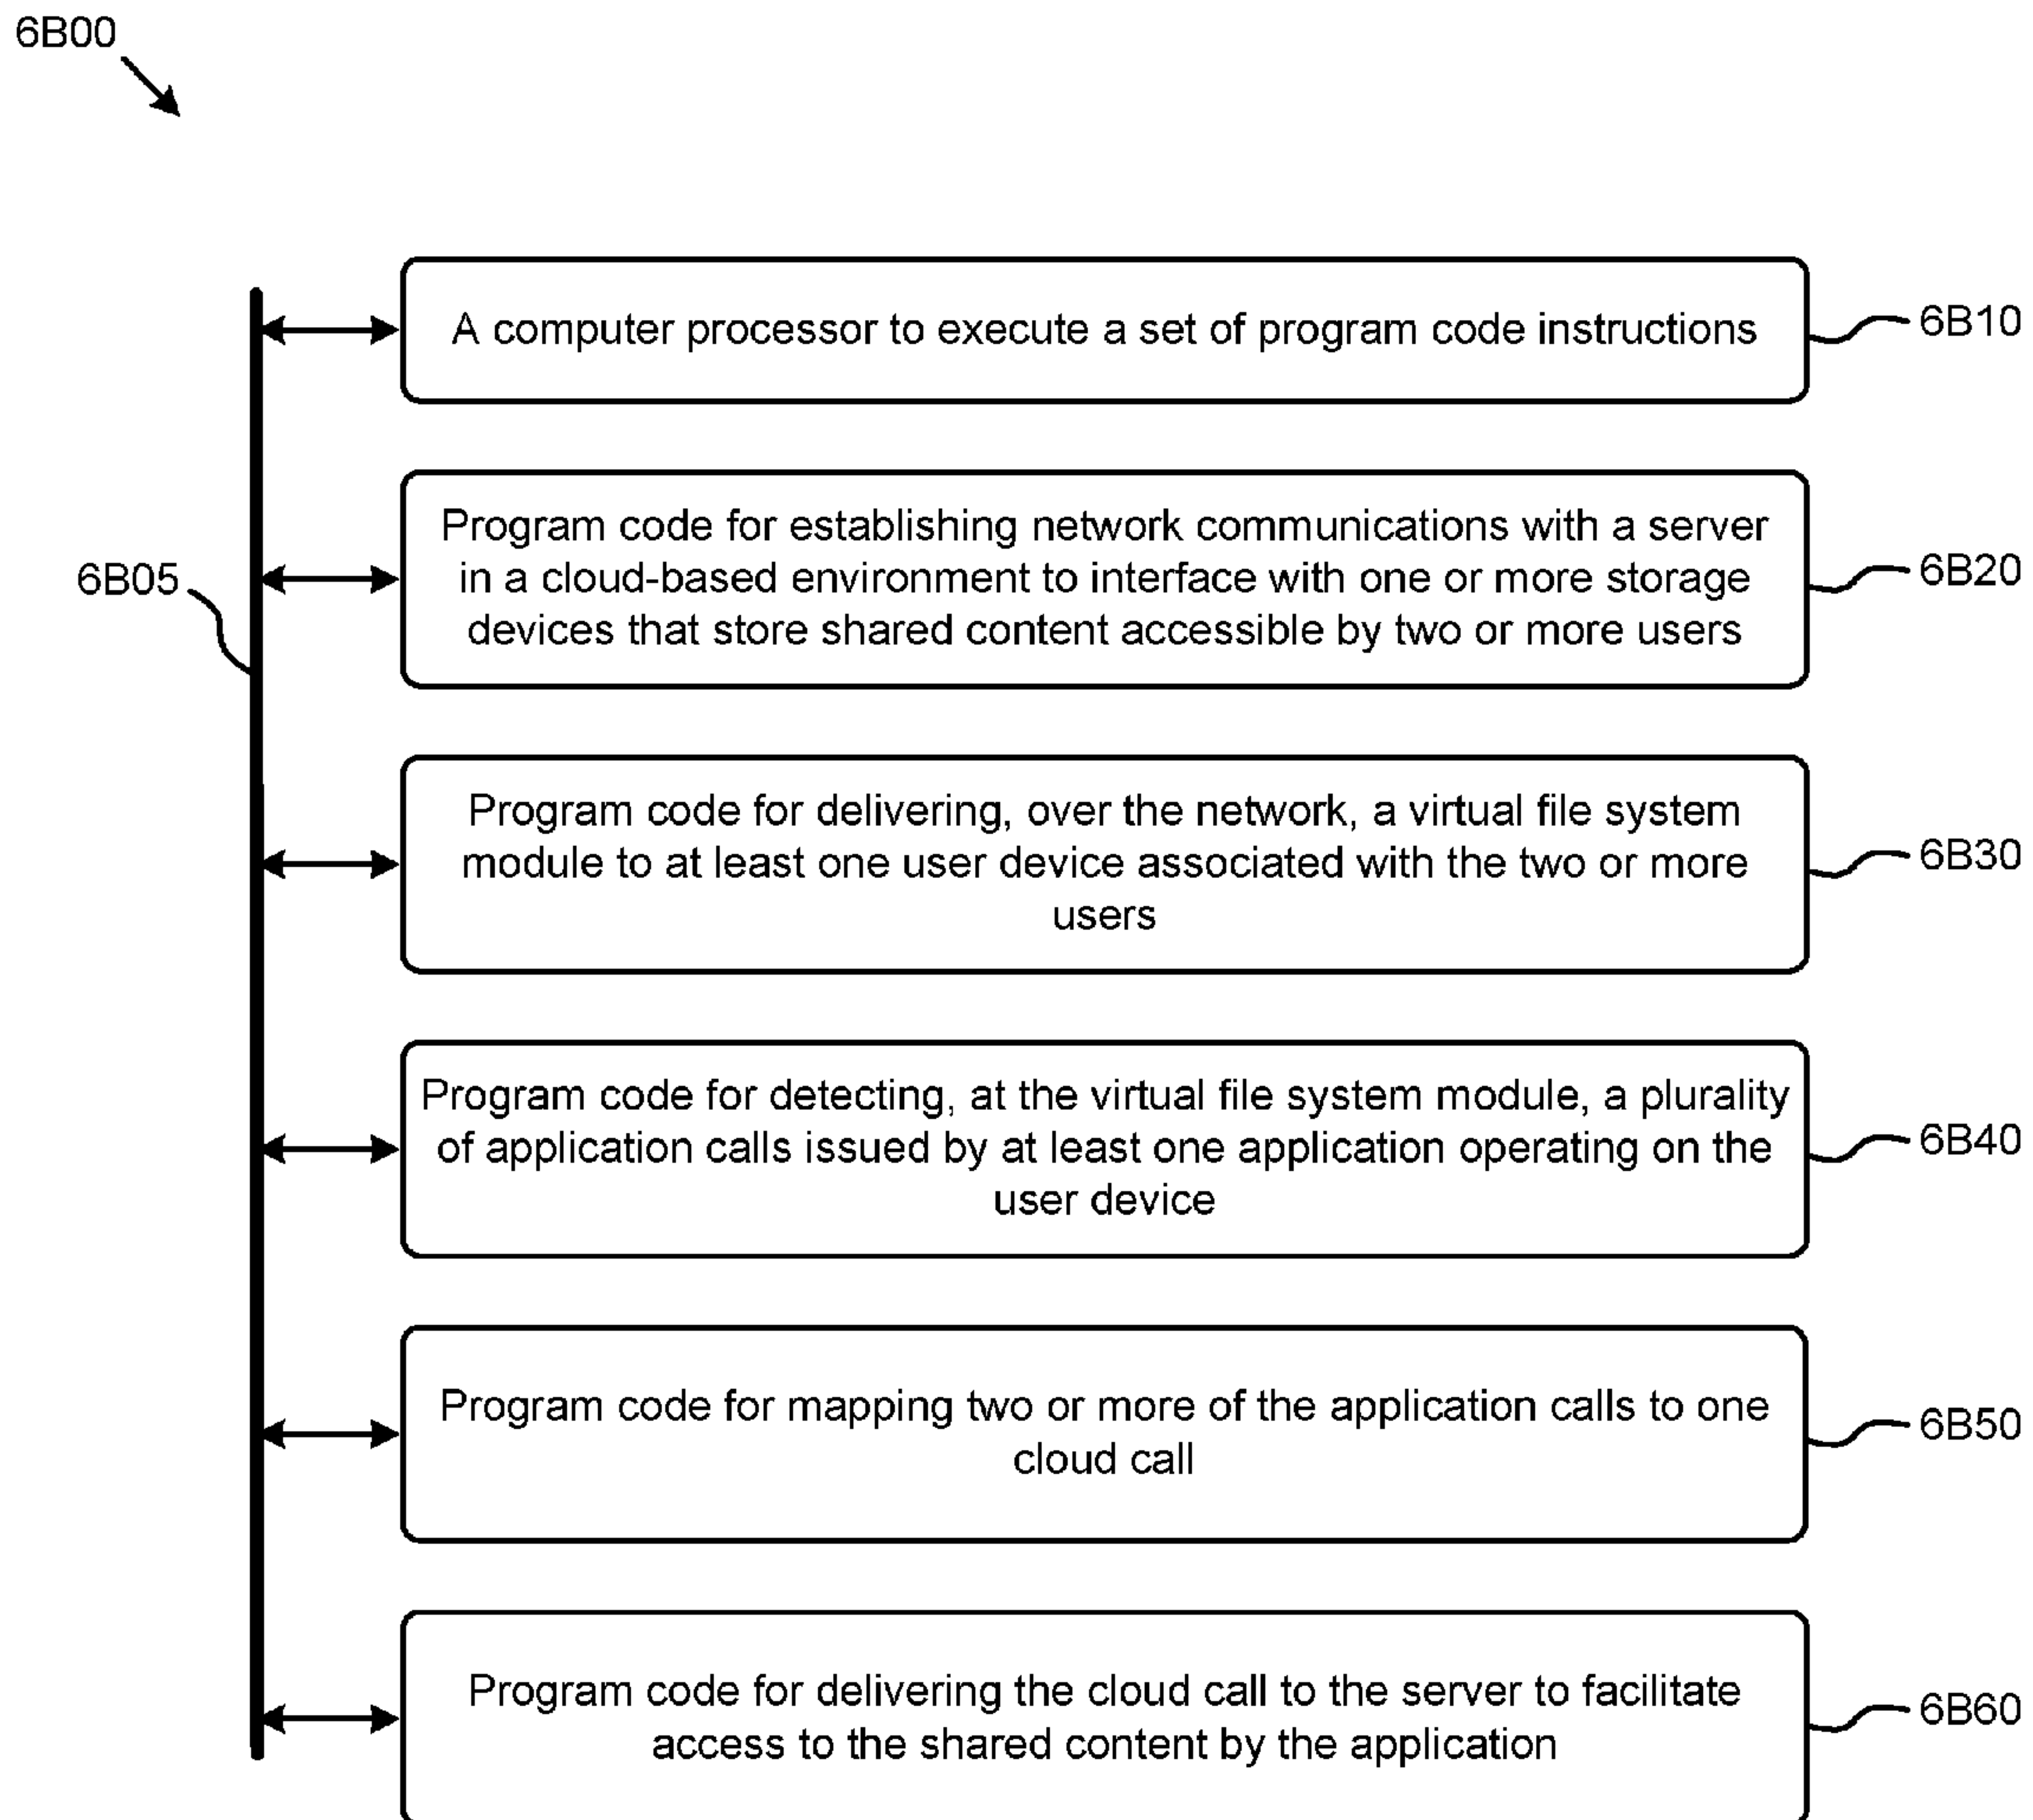 6B00
A computer processor to execute a set of program code instructions
6B10
Program code for establishing network communications with a server
in a cloud-based environment to interface with one or more storage
devices that store shared content accessible by two or more users
6B20
6B05
Program code for delivering, over the network, a virtual file system
module to at least one user device associated with the two or more
users
6B30
Program code for detecting, at the virtual file system module, a plurality
of application calls issued by at least one application operating on the
user device
6B40
Program code for mapping two or more of the application calls to one
cloud call
6B50
Program code for delivering the cloud call to the server to facilitate
access to the shared content by the application
6B60